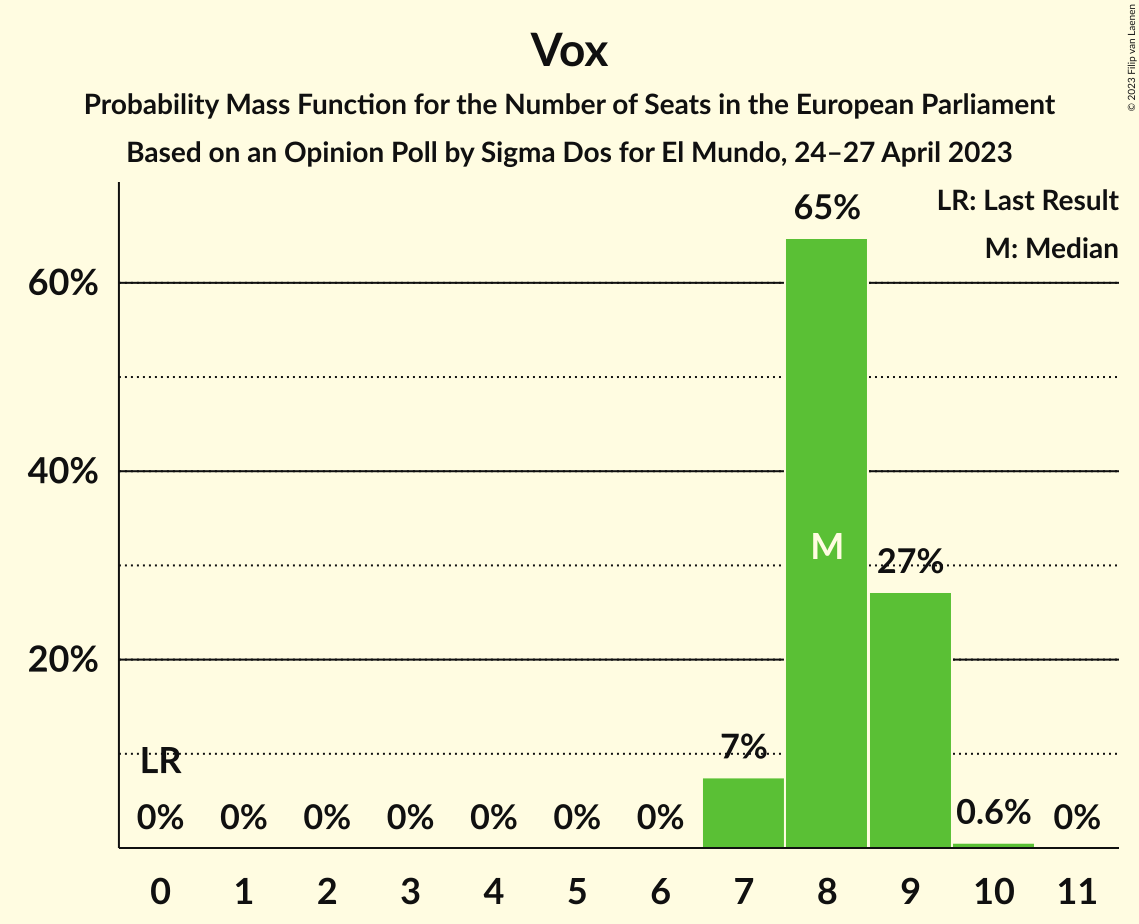 Vox
Probability Mass Function for the Number of Seats in the European Parliament
Based on an Opinion Poll by Sigma Dos for El Mundo, 24–27 April 2023
© 2023 Filip van Laenen
LR: Last Result
M: Median
65%
60%
40%
M
27%
20%
LR
7%
0% 0% 0% 0% 0% 0% 0% 0.6% 0%
0 1 2 3 4 5 6 7 8 9 10 11